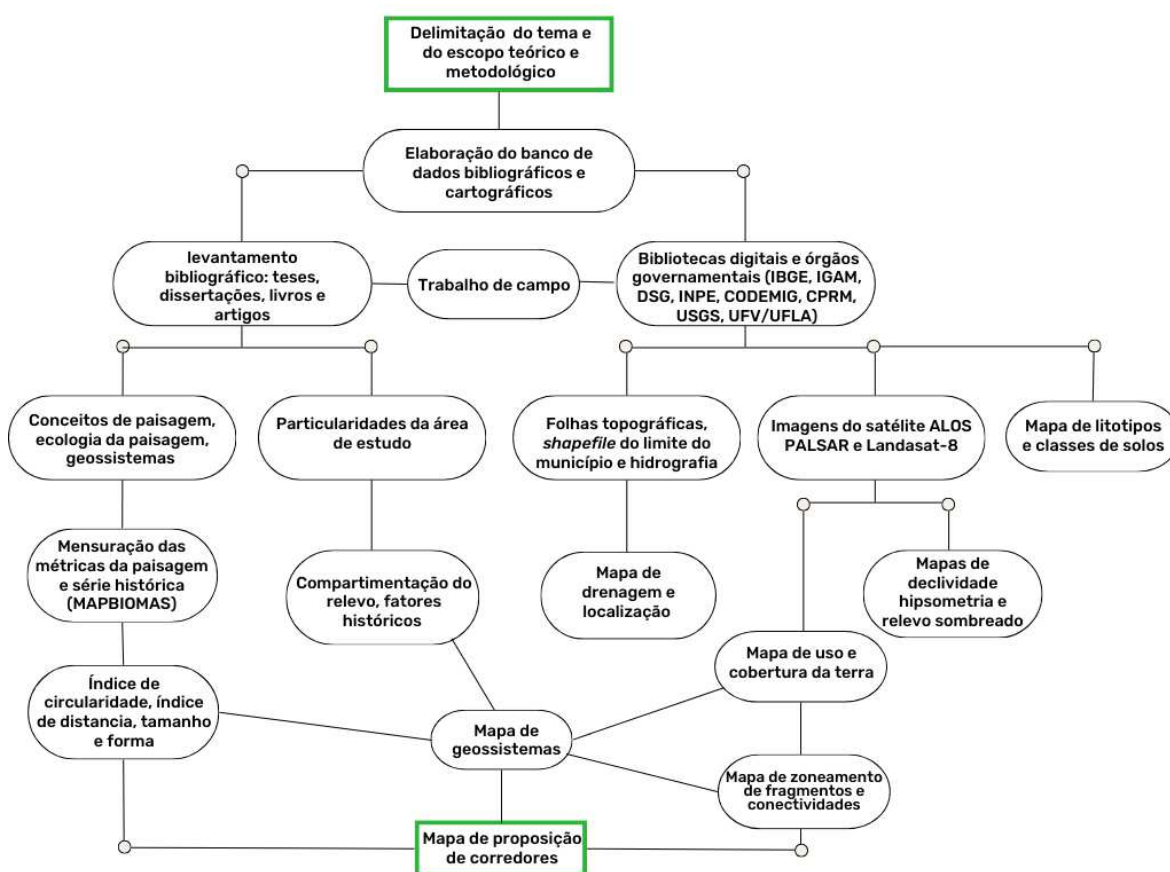 Delimitação do tema e
do escopo teórico e
metodológico
Elaboração do banco de
dados bibliográficos e
cartográficos
levantamento
bibliográfico: teses,
dissertações, livros e
artigos
Trabalho de campo
Bibliotecas digitais e órgãos
governamentais (IBGE, IGAM,
DSG, INPE, CODEMIG, CPRM,
USGS, UFV/UFLA)
Conceitos de paisagem,
ecologia da paisagem,
geossistemas
Particularidades da área
de estudo
Folhas topográficas,
shapefile do limite do
município e hidrografia
Imagens do satélite ALOS
PALSAR e Landasat-8
Mapa de litotipos
e classes de solos
Mensuração das
métricas da paisagem
e série histórica
(MAPBIOMAS)
Compartimentação do
relevo, fatores
históricos
Mapa de
drenagem e
localização
Mapas de
declividade
hipsometria e
relevo sombreado
Mapa de uso e
cobertura da terra
Índice de
circularidade, índice
de distancia, tamanho
e forma
Mapa de
geossistemas
Mapa de zoneamento
de fragmentos e
conectividades
Mapa de proposição
de corredores